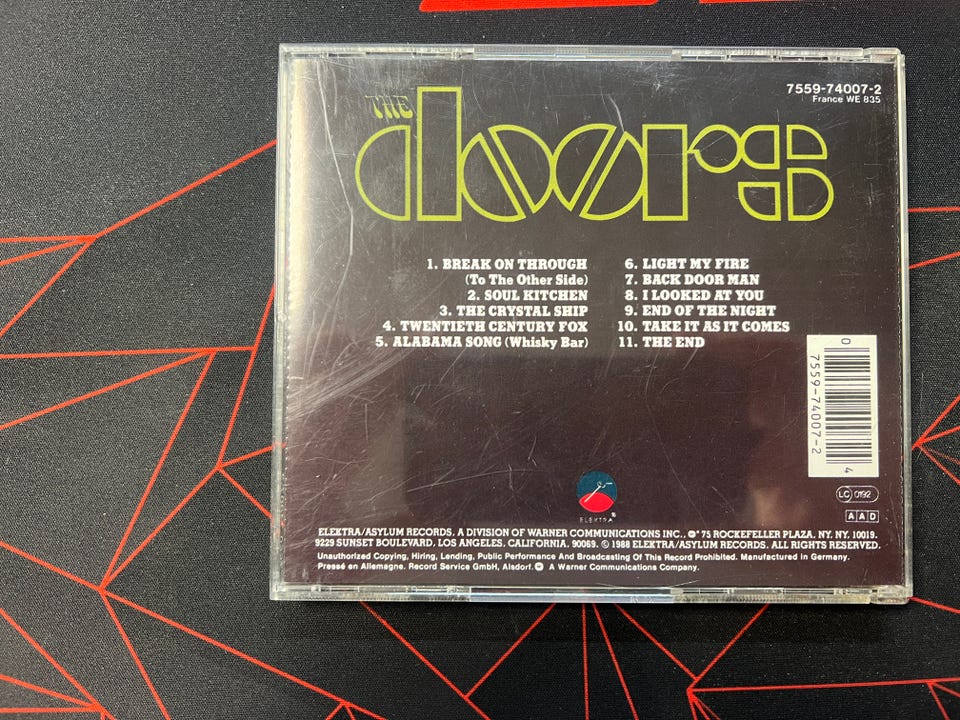 THE
doors
7559-74007-2
France WE 835
1. BREAK ON THROUGH
(To The Other Side)
2. SOUL KITCHEN
3. THE CRYSTAL SHIP
4. TWENTIETH CENTURY FOX
5. ALABAMA SONG (Whisky Bar)
6. LIGHT MY FIRE
7. BACK DOOR MAN
8. I LOOKED AT YOU
9. END OF THE NIGHT
10. TAKE IT AS IT COMES
11. THE END
0
7559-74007-2
4
LC 0192
AAD
ELEKTRA
ELEKTRA/ASYLUM RECORDS. A DIVISION OF WARNER COMMUNICATIONS INC., 75 ROCKEFELLER PLAZA. NY. NY. 10019.
9229 SUNSET BOULEVARD. LOS ANGELES. CALIFORNIA. 90069. © 1988 ELEKTRA/ASYLUM RECORDS. ALL RIGHTS RESERVED.
Unauthorized Copying, Hiring, Lending, Public Performance And Broadcasting Of This Record Prohibited. Manufactured in Germany.
Pressé en Allemagne. Record Service GmbH, Alsdorf. A Warner Communications Company.